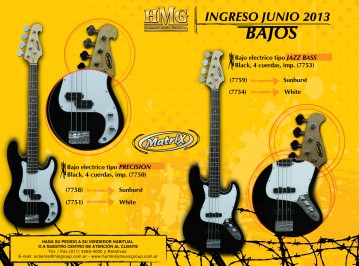 HMG
INGRESO JUNIO 2013
BAJOS
Bajo electrico tipo JAZZ BASS
Black, 4 cuerdas, imp. (7753)
(7759) Sunburst
(7754) White
MatriX
Bajo electrico tipo PRECISION
Black, 4 cuerdas, imp. (7750)
(7758) Sunburst
(7751) White
HAGA SU PEDIDO A SU VENDEDOR HABITUAL
O A NUESTRO CENTRO DE ATENCIÓN AL CLIENTE